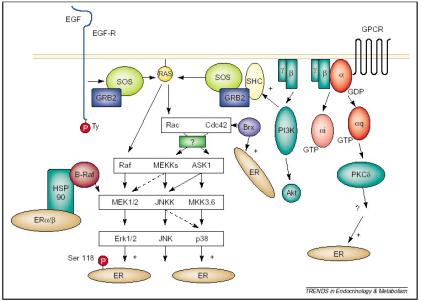 EGF
EGF-R
GPCR
SOS
RAS
SOS
SHC
γ
β
γ
β
α
GRB2
GRB2
GDP
P
Ty
Rac
Cdc42
Brx
PI3K
αi
αq
GTP
GTP
?
+
+
Raf
MEKKs
ASK1
ER
PKCδ
B-Raf
HSP
90
Akt
MEK1/2
JNKK
MKK3,6
?
ERα/β
Erk1/2
JNK
p38
+
Ser 118
P
+
+
ER
ER
ER
TRENDS in Endocrinology & Metabolism